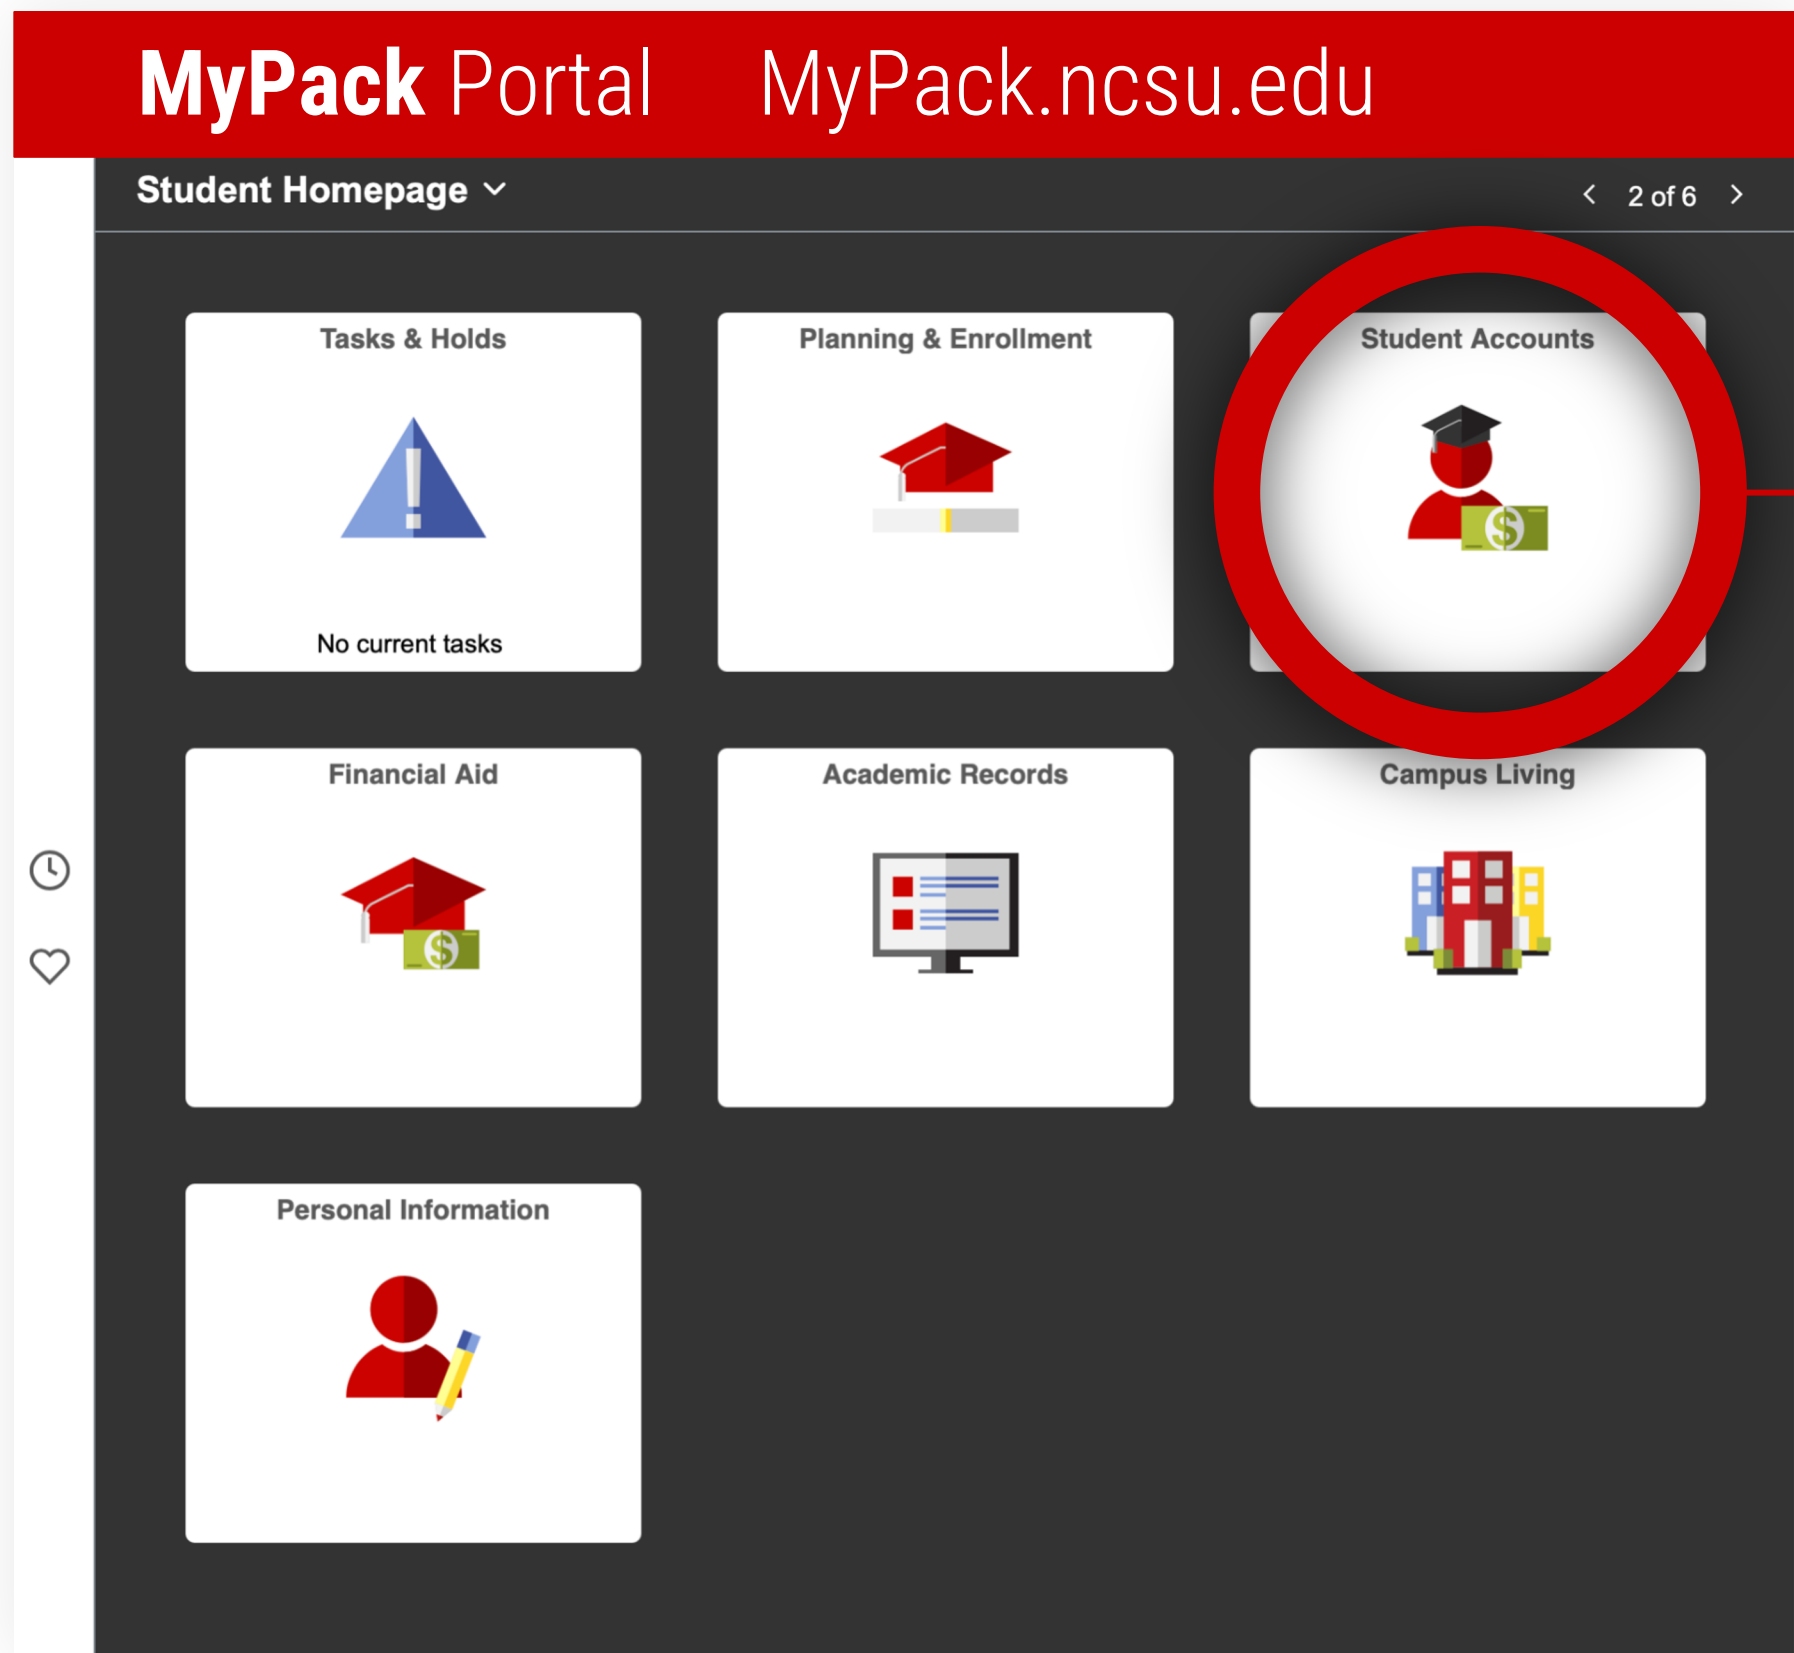 MyPack Portal MyPack.ncsu.edu
Student Homepage
2 of 6
Tasks & Holds
No current tasks
Planning & Enrollment
Student Accounts
$
Financial Aid
$
Academic Records
Campus Living
Personal Information